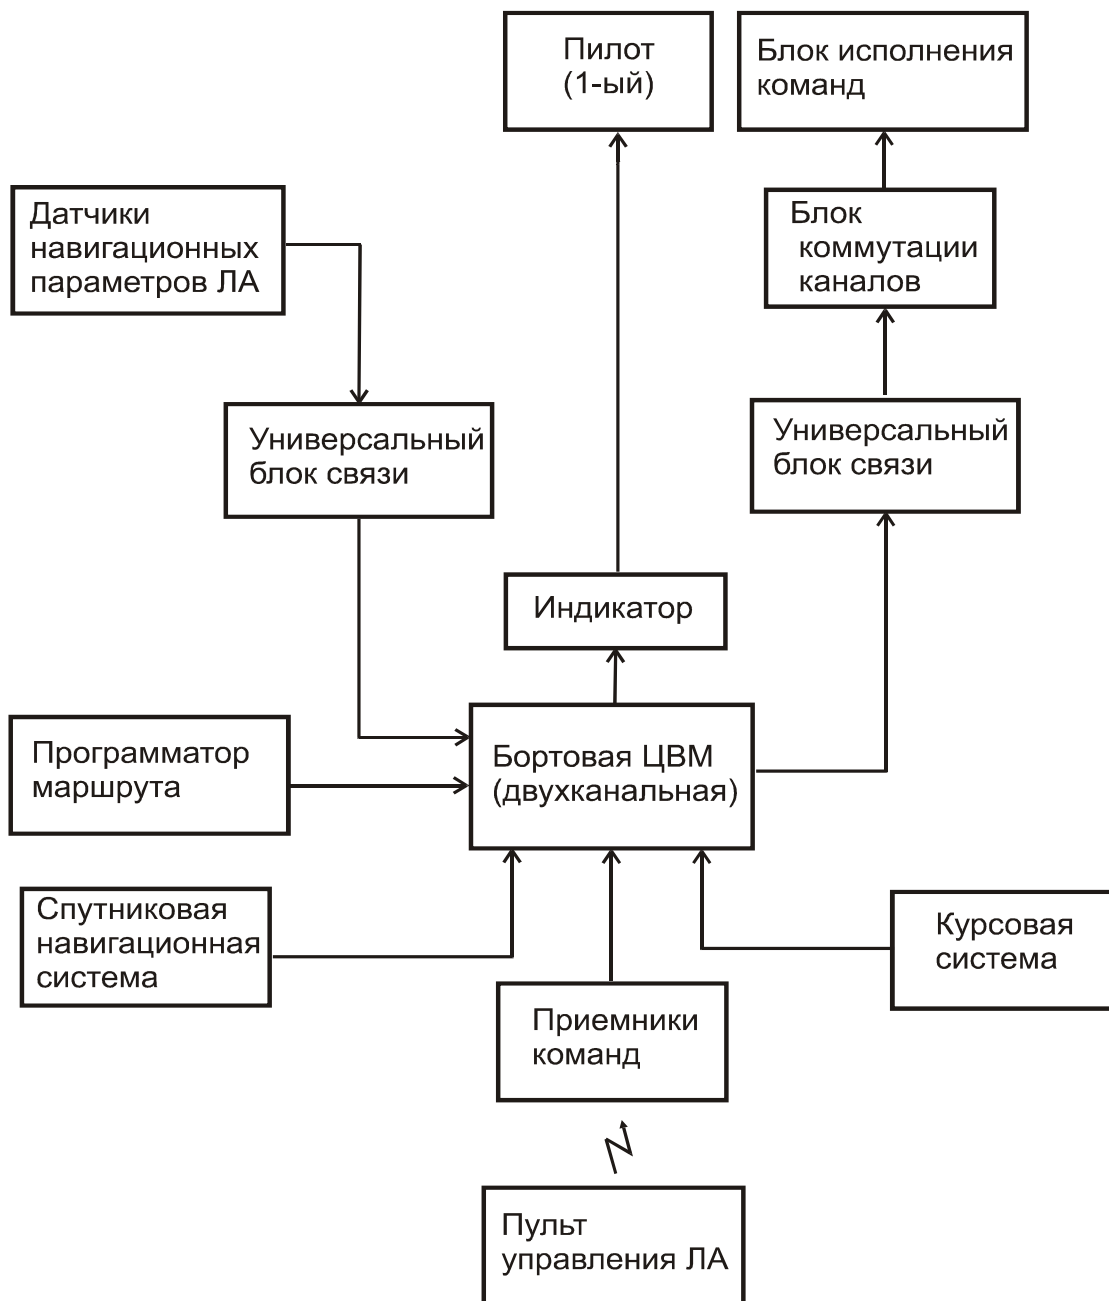 Пилот
(1-ый)
Блок исполнения
команд
Датчики
навигационных
параметров ЛА
Блок
коммутации
каналов
Универсальный
блок связи
Универсальный
блок связи
Индикатор
Программатор
маршрута
Бортовая ЦВМ
(двухканальная)
Спутниковая
навигационная
система
Курсовая
система
Приемники
команд
Пульт
управления ЛА